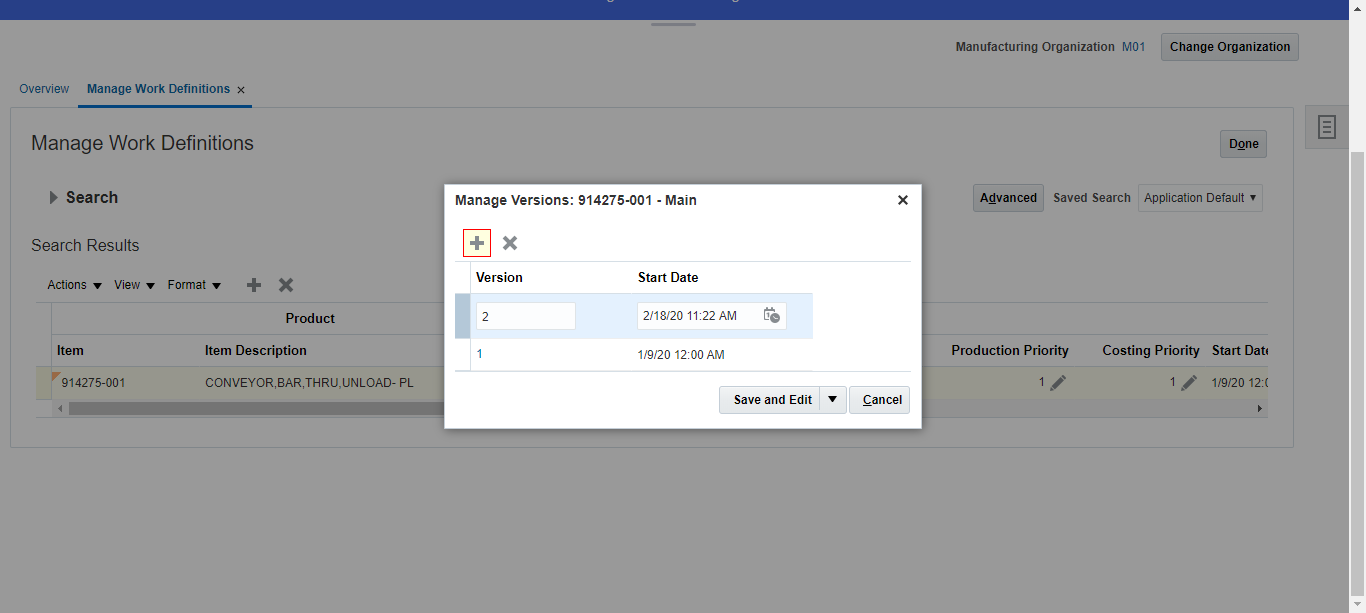 Manufacturing Organization M01 Change Organization
Overview Manage Work Definitions
Manage Work Definitions
Done
Search
Advanced Saved Search Application Default
Search Results
Actions View Format
Product
Item Item Description Production Priority Costing Priority Start Date
914275-001 CONVEYOR,BAR,THRU,UNLOAD- PL 1 1 1/9/20 12:0
Manage Versions: 914275-001 - Main
Version Start Date
2 2/18/20 11:22 AM
1 1/9/20 12:00 AM
Save and Edit Cancel